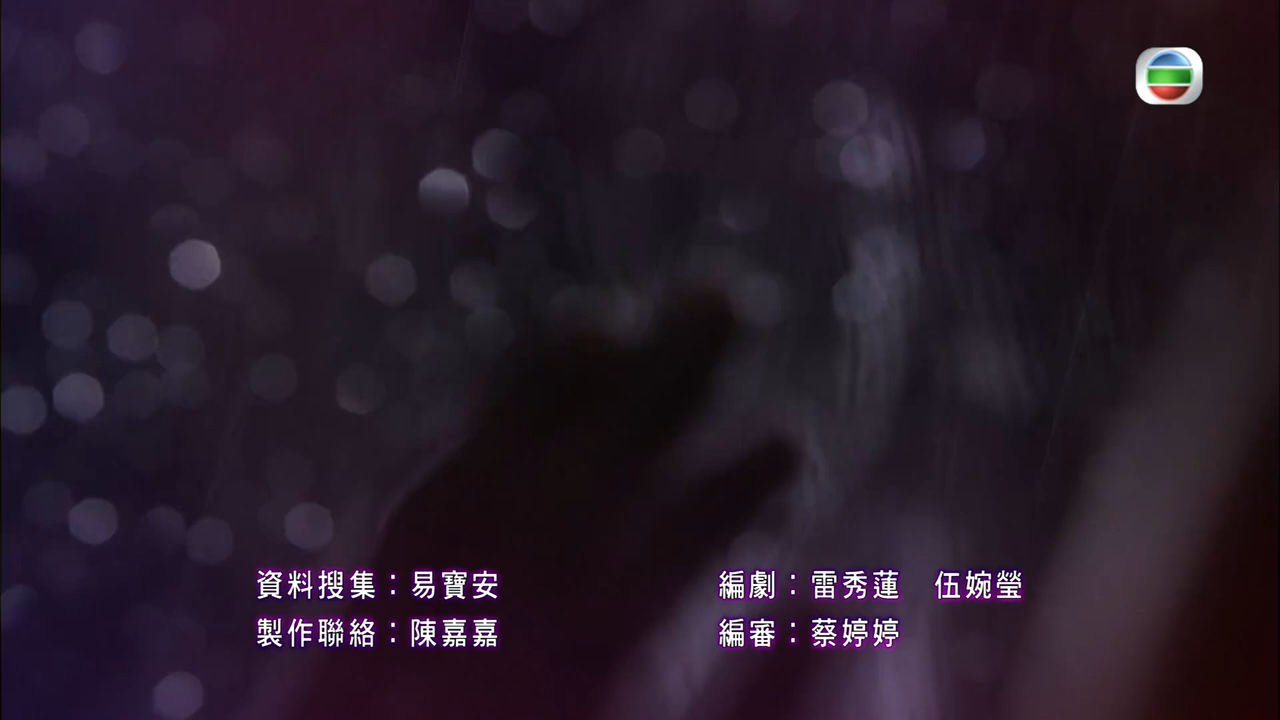 資料搜集：易寶安
製作聯絡：陳嘉嘉
編劇：雷秀蓮　伍婉瑩
編審：蔡婷婷